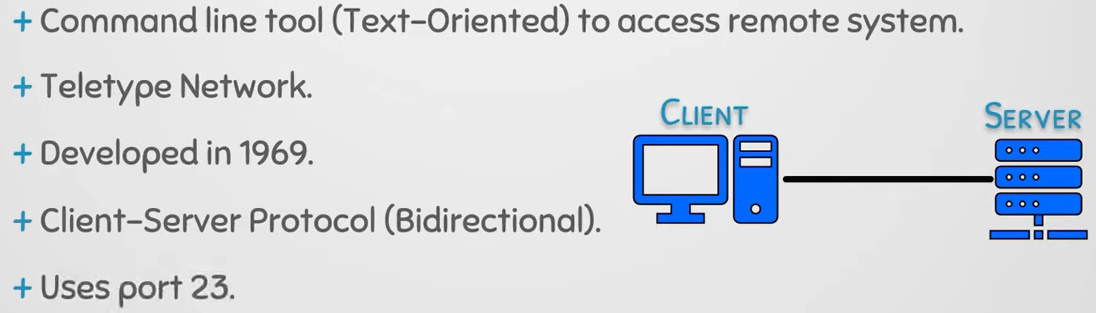 + Command line tool (Text-Oriented) to access remote system.
+ Teletype Network.
CLIENT
SERVER
+ Developed in 1969.
+ Client-Server Protocol (Bidirectional).
+ Uses port 23.